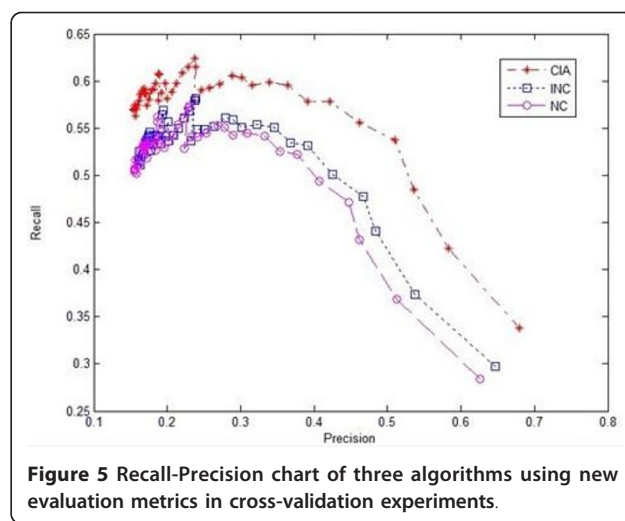 0.65
0.6
0.55
0.5
0.45
0.4
0.35
0.3
0.25
Recall
0.1 0.2 0.3 0.4 0.5 0.6 0.7 0.8
Precision
CIA
INC
NC
Figure 5 Recall-Precision chart of three algorithms using new
evaluation metrics in cross-validation experiments.